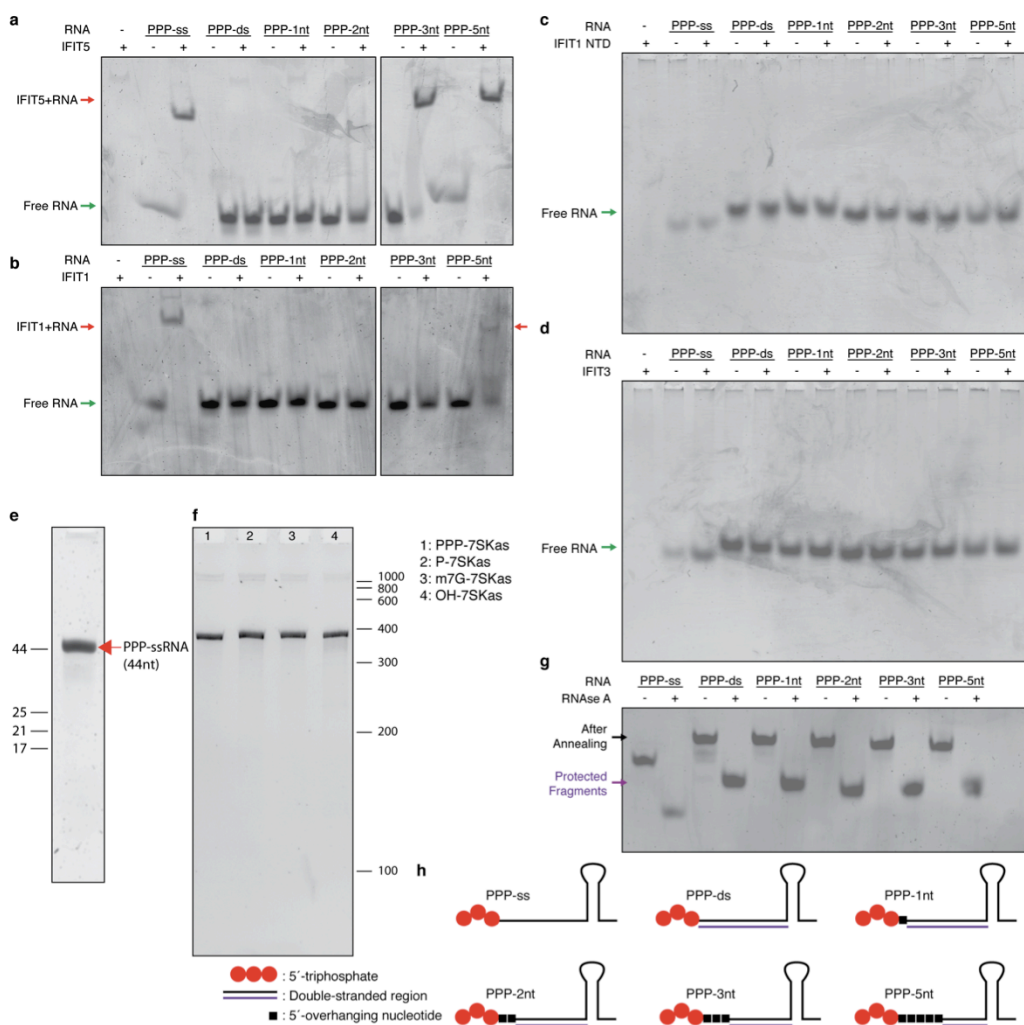 a
RNA - PPP-ss PPP-ds PPP-1nt PPP-2nt PPP-3nt PPP-5nt
IFIT5 + - + - + - + - + - + - +
IFIT5+RNA
Free RNA
b
RNA - PPP-ss PPP-ds PPP-1nt PPP-2nt PPP-3nt PPP-5nt
IFIT1 + - + - + - + - + - + - +
IFIT1+RNA
Free RNA
c
RNA - PPP-ss PPP-ds PPP-1nt PPP-2nt PPP-3nt PPP-5nt
IFIT1 NTD + - + - + - + - + - + - +
Free RNA
d
RNA - PPP-ss PPP-ds PPP-1nt PPP-2nt PPP-3nt PPP-5nt
IFIT3 + - + - + - + - + - + - +
Free RNA
e
44
25
21
17
PPP-ssRNA
(44nt)
f
1 2 3 4
1000
800
600
400
300
200
100
1: PPP-7SKas
2: P-7SKas
3: m7G-7SKas
4: OH-7SKas
g
RNA PPP-ss PPP-ds PPP-1nt PPP-2nt PPP-3nt PPP-5nt
RNAse A - + - + - + - + - + - +
After
Annealing
Protected
Fragments
h
PPP-ss PPP-ds PPP-1nt
PPP-2nt PPP-3nt PPP-5nt
: 5´-triphosphate
: Double-stranded region
: 5´-overhanging nucleotide